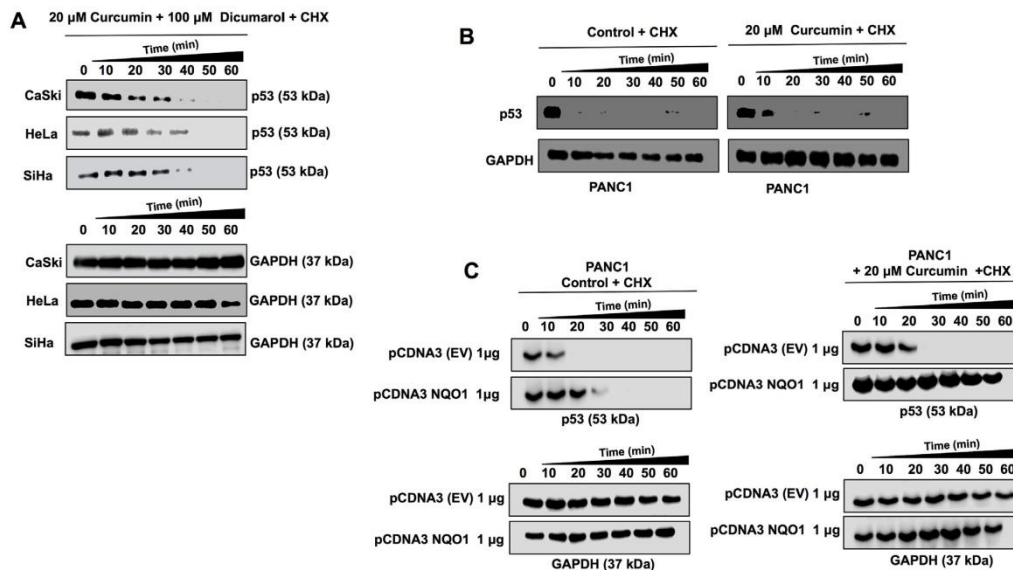 A
20 µM Curcumin + 100 µM Dicumarol + CHX
Time (min)
0 10 20 30 40 50 60
CaSki p53 (53 kDa)
HeLa p53 (53 kDa)
SiHa p53 (53 kDa)
Time (min)
0 10 20 30 40 50 60
CaSki GAPDH (37 kDa)
HeLa GAPDH (37 kDa)
SiHa GAPDH (37 kDa)
B
Control + CHX
20 µM Curcumin + CHX
Time (min)
Time (min)
0 10 20 30 40 50 60
0 10 20 30 40 50 60
p53
GAPDH
PANC1
PANC1
C
PANC1
Control + CHX
Time (min)
0 10 20 30 40 50 60
pCDNA3 (EV) 1µg
pCDNA3 NQO1 1µg
p53 (53 kDa)
Time (min)
0 10 20 30 40 50 60
pCDNA3 (EV) 1 µg
pCDNA3 NQO1 1 µg
GAPDH (37 kDa)
PANC1
+ 20 µM Curcumin +CHX
Time (min)
0 10 20 30 40 50 60
pCDNA3 (EV) 1 µg
pCDNA3 NQO1 1 µg
p53 (53 kDa)
Time (min)
0 10 20 30 40 50 60
pCDNA3 (EV) 1 µg
pCDNA3 NQO1 1 µg
GAPDH (37 kDa)